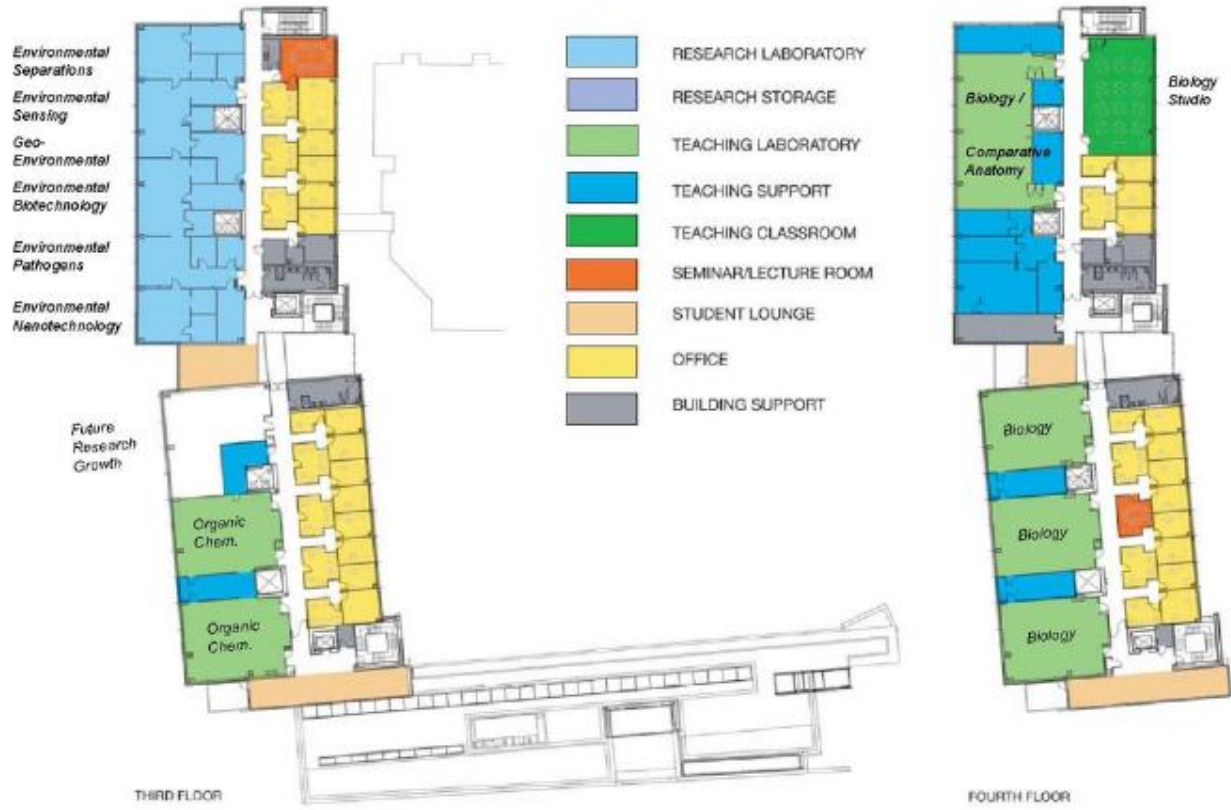 Environmental
Separations
Environmental
Sensing
Geo-
Environmental
Environmental
Biotechnology
Environmental
Pathogens
Environmental
Nanotechnology
Future
Research
Growth
Organic
Chem.
Organic
Chem.
THIRD FLOOR
RESEARCH LABORATORY
RESEARCH STORAGE
TEACHING LABORATORY
TEACHING SUPPORT
TEACHING CLASSROOM
SEMINAR/LECTURE ROOM
STUDENT LOUNGE
OFFICE
BUILDING SUPPORT
Biology /
Comparative
Anatomy
Biology
Studio
Biology
Biology
Biology
FOURTH FLOOR